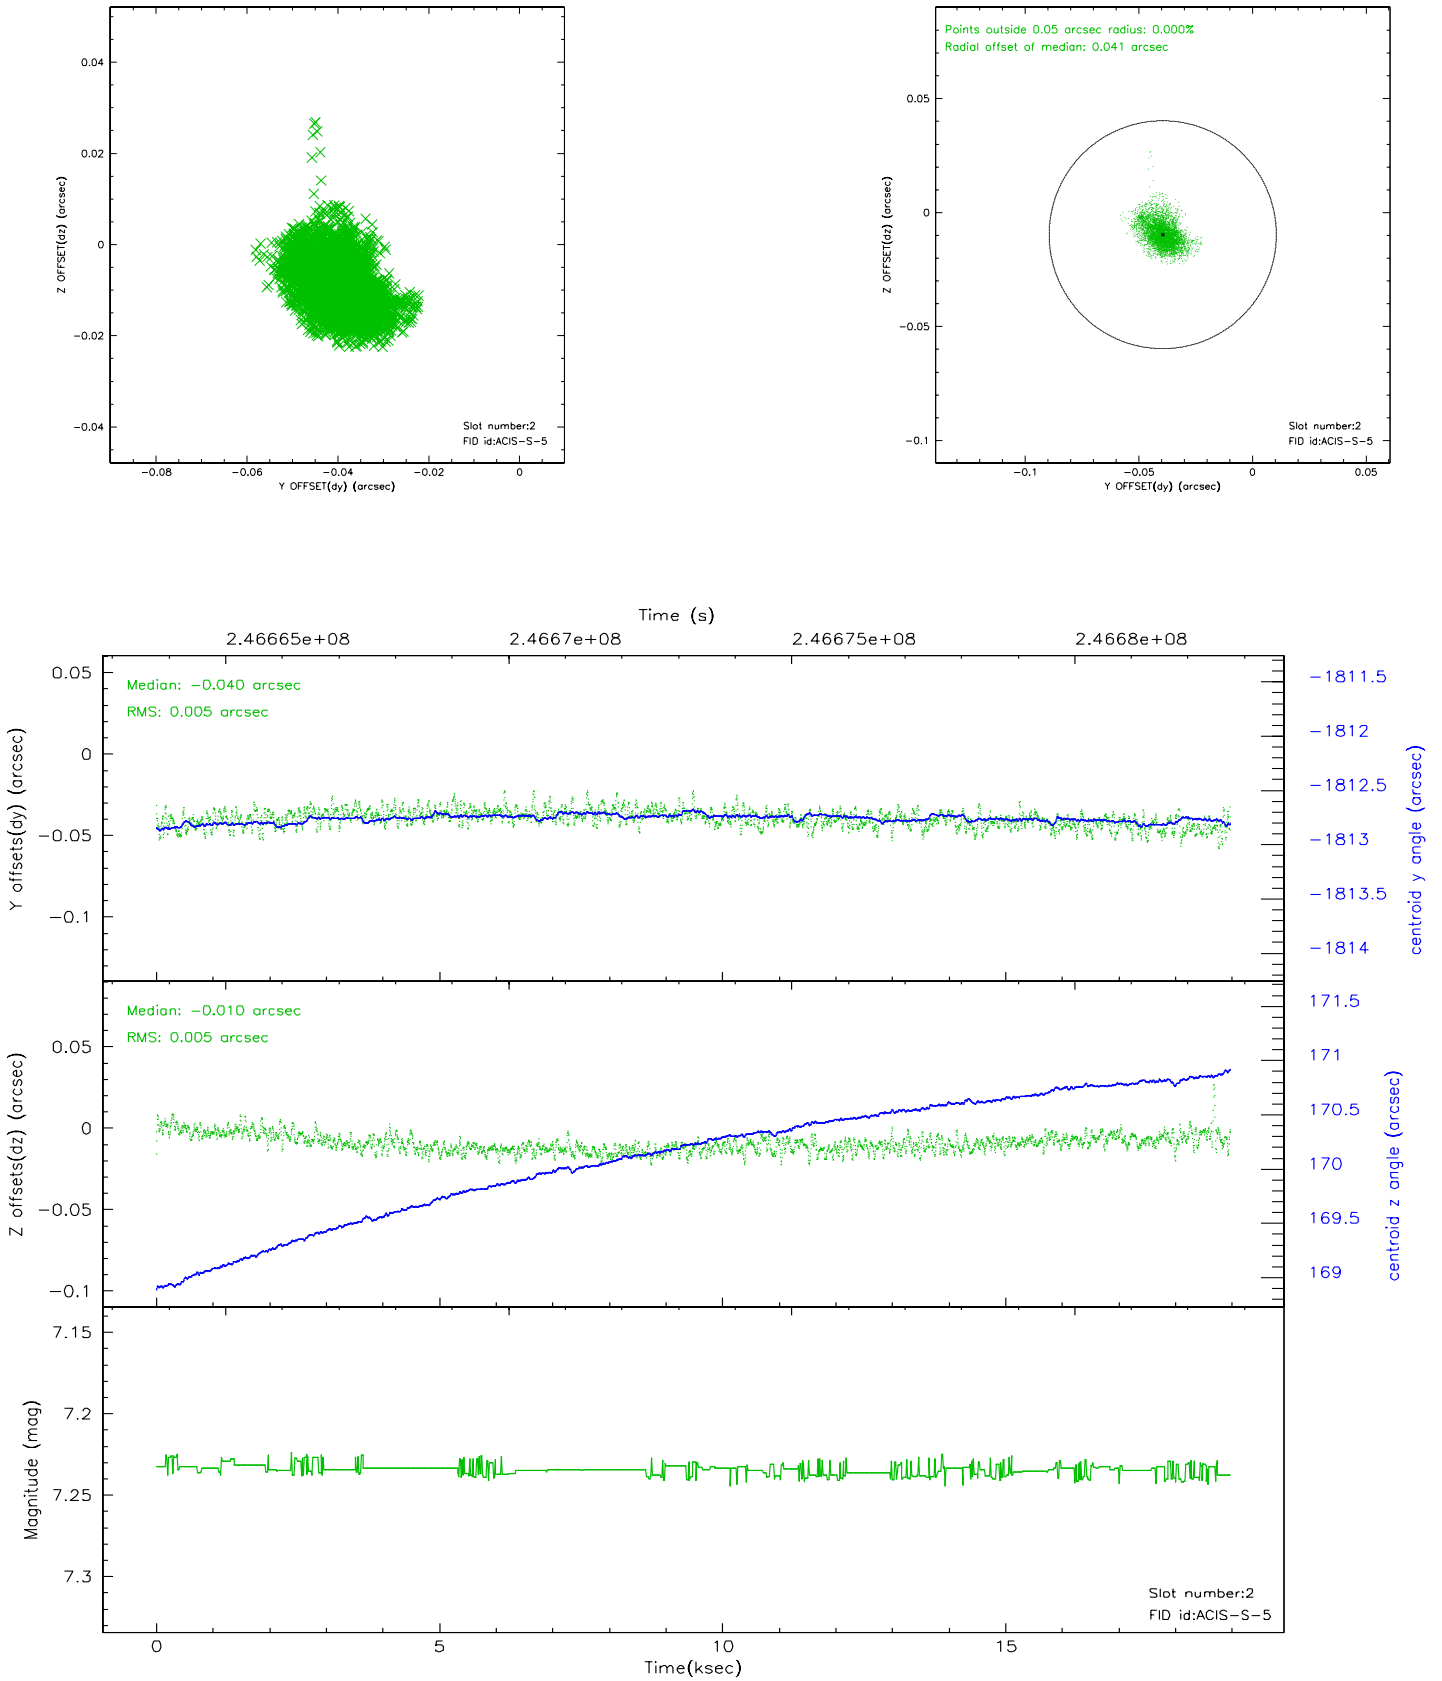 0.04
0.02
0
−0.02
−0.04
Z OFFSET(dz) (arcsec)
Slot number:2
FID id:ACIS−S−5
−0.08
−0.06
−0.04
−0.02
0
Y OFFSET(dy) (arcsec)
Points outside 0.05 arcsec radius: 0.000%
Radial offset of median: 0.041 arcsec
0.05
0
−0.05
−0.1
Z OFFSET(dz) (arcsec)
Slot number:2
FID id:ACIS−S−5
−0.1
−0.05
0
0.05
Y OFFSET(dy) (arcsec)
Time (s)
2.46665e+08
2.4667e+08
2.46675e+08
2.4668e+08
Median: −0.040 arcsec
RMS: 0.005 arcsec
0.05
0
−0.05
−0.1
Y offsets(dy) (arcsec)
−1811.5
−1812
−1812.5
−1813
−1813.5
−1814
centroid y angle (arcsec)
Median: −0.010 arcsec
RMS: 0.005 arcsec
0.05
0
−0.05
−0.1
Z offsets(dz) (arcsec)
171.5
171
170.5
170
169.5
169
centroid z angle (arcsec)
7.15
7.2
7.25
7.3
Magnitude (mag)
Slot number:2
FID id:ACIS−S−5
0
5
10
15
Time(ksec)